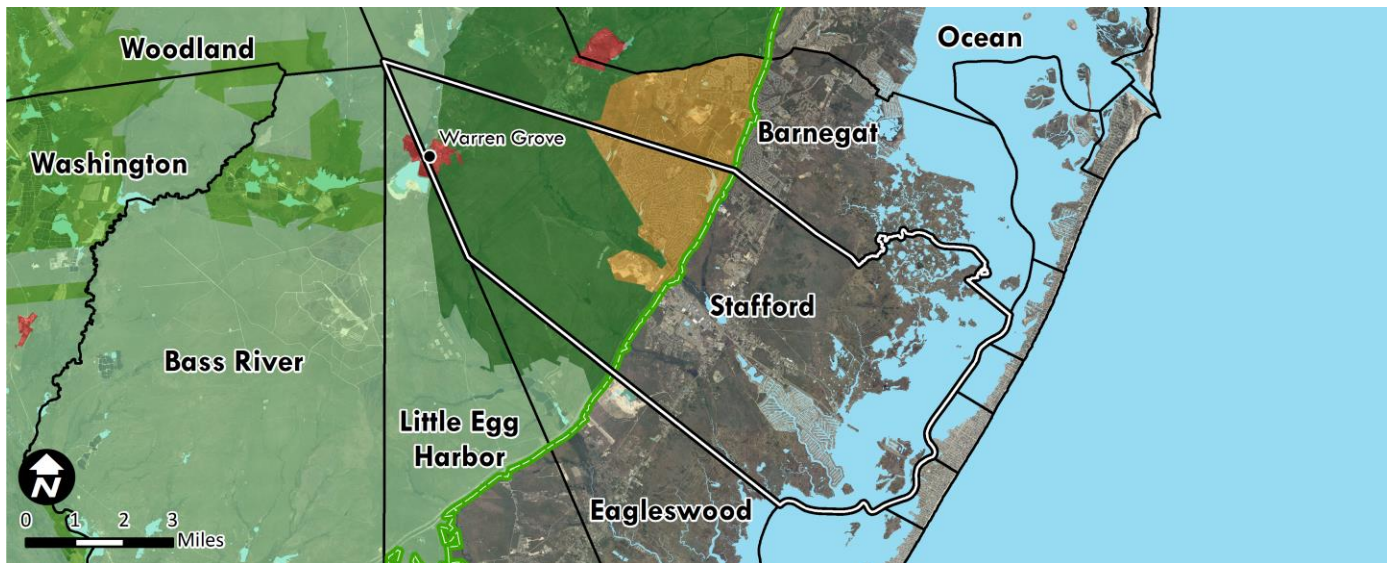 Woodland
Ocean
Warren Grove
Barnegat
Washington
Stafford
Bass River
Little Egg
Harbor
Eagleswood
N
0 1 2 3
Miles